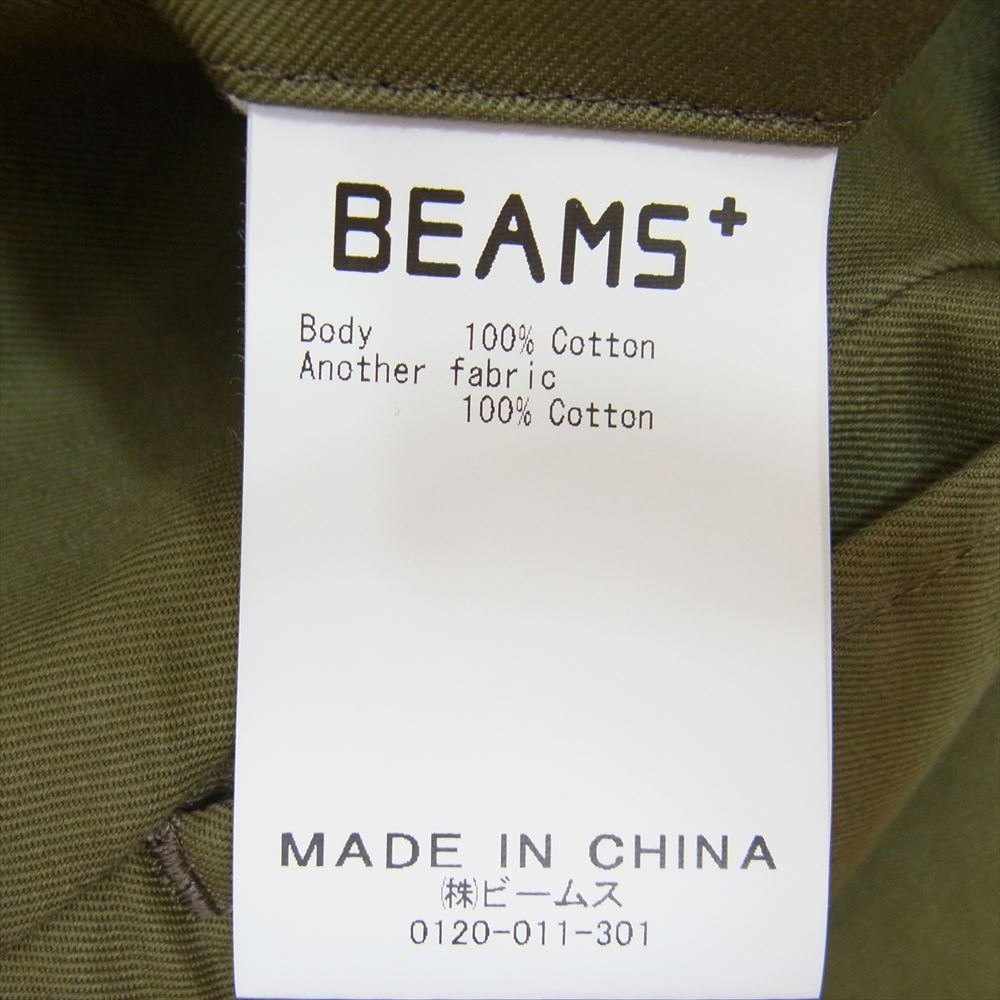 BEAMS+
Body 100% Cotton
Another fabric
100% Cotton
MADE IN CHINA
㈱ビームス
0120-011-301